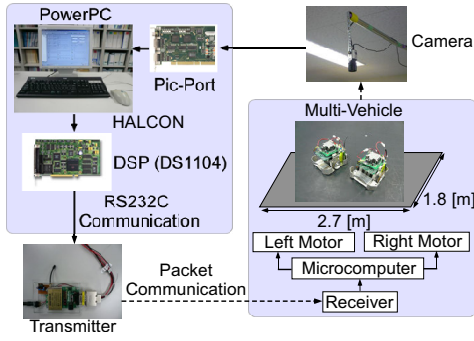 PowerPC
Camera
Pic-Port
Multi-Vehicle
HALCON
DSP (DS1104)
1.8 [m]
RS232C
Communication
2.7 [m]
Left Motor
Right Motor
Packet
Communication
Microcomputer
Receiver
Transmitter